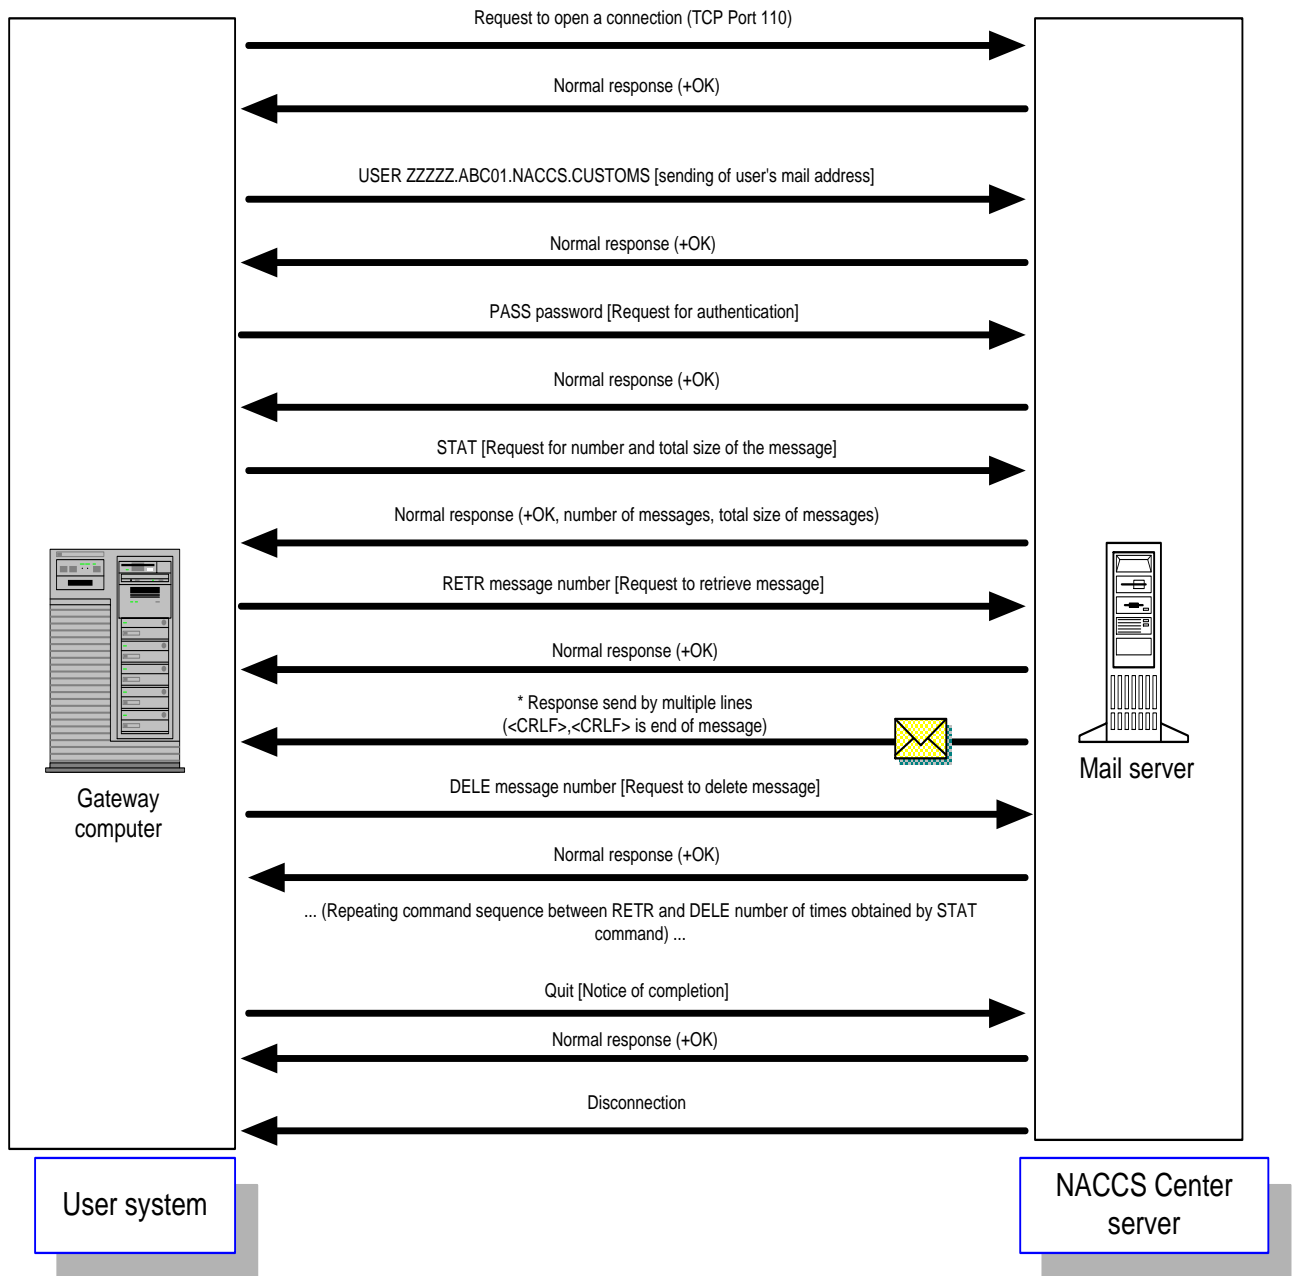 Request to open a connection (TCP Port 110)
Normal response (+OK)
USER ZZZZZ.ABC01.NACCS.CUSTOMS [sending of user's mail address]
Normal response (+OK)
PASS password [Request for authentication]
Normal response (+OK)
STAT [Request for number and total size of the message]
Normal response (+OK, number of messages, total size of messages)
RETR message number [Request to retrieve message]
Normal response (+OK)
* Response send by multiple lines
(<CRLF>,<CRLF> is end of message)
Mail server
DELE message number [Request to delete message]
Gateway
computer
Normal response (+OK)
... (Repeating command sequence between RETR and DELE number of times obtained by STAT
command) ...
Quit [Notice of completion]
Normal response (+OK)
Disconnection
User system
NACCS Center
server